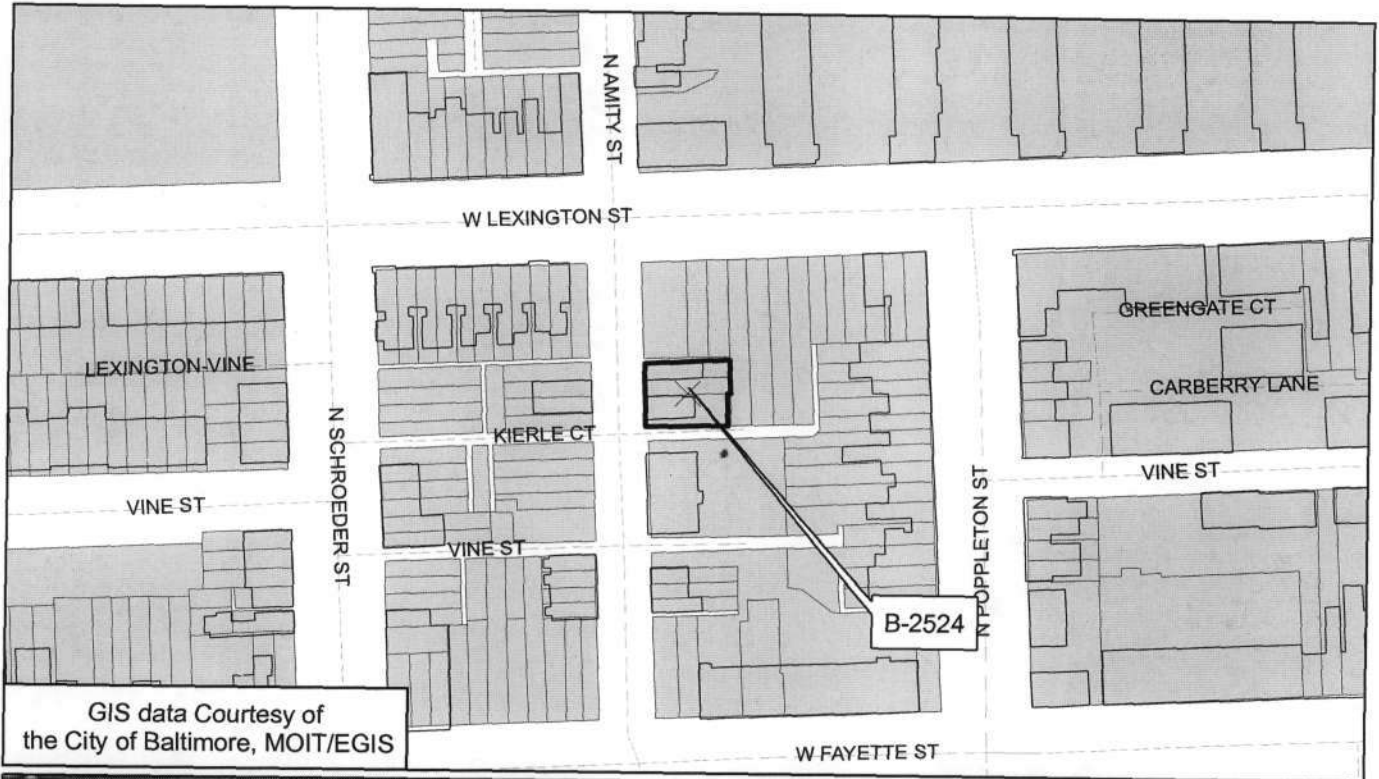 N AMITY ST
W LEXINGTON ST
GREENGATE CT
LEXINGTON-VINE
CARBERRY LANE
N SCHROEDER ST
KIERLE CT
N POPPLETON ST
VINE ST
VINE ST
VINE ST
B-2524
GIS data Courtesy of
the City of Baltimore, MOIT/EGIS
W FAYETTE ST